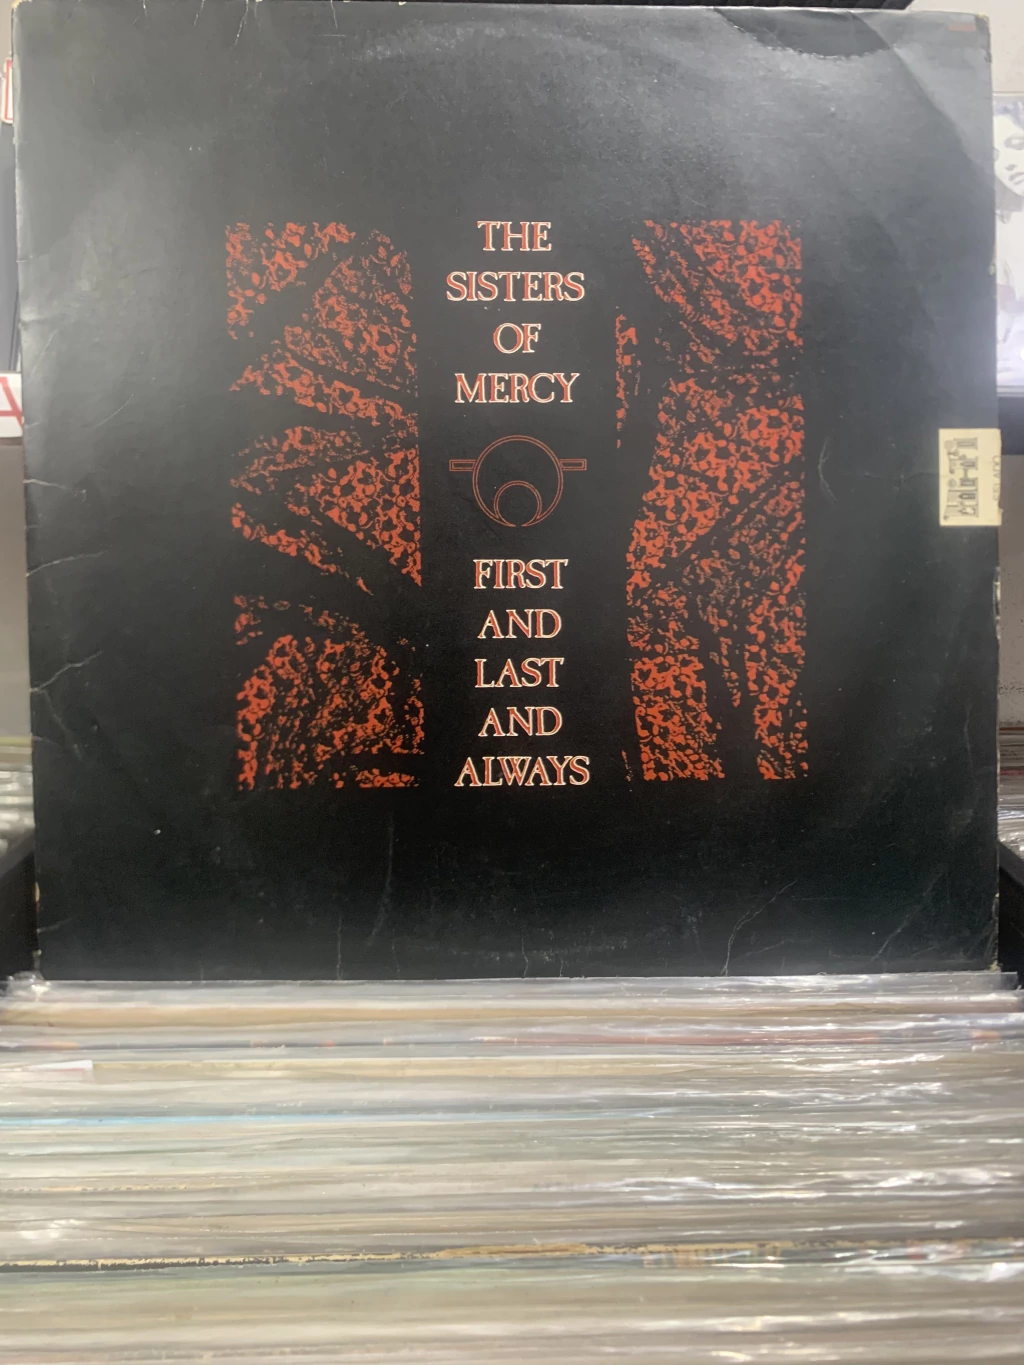 THE
SISTERS
OF
MERCY
FIRST
AND
LAST
AND
ALWAYS